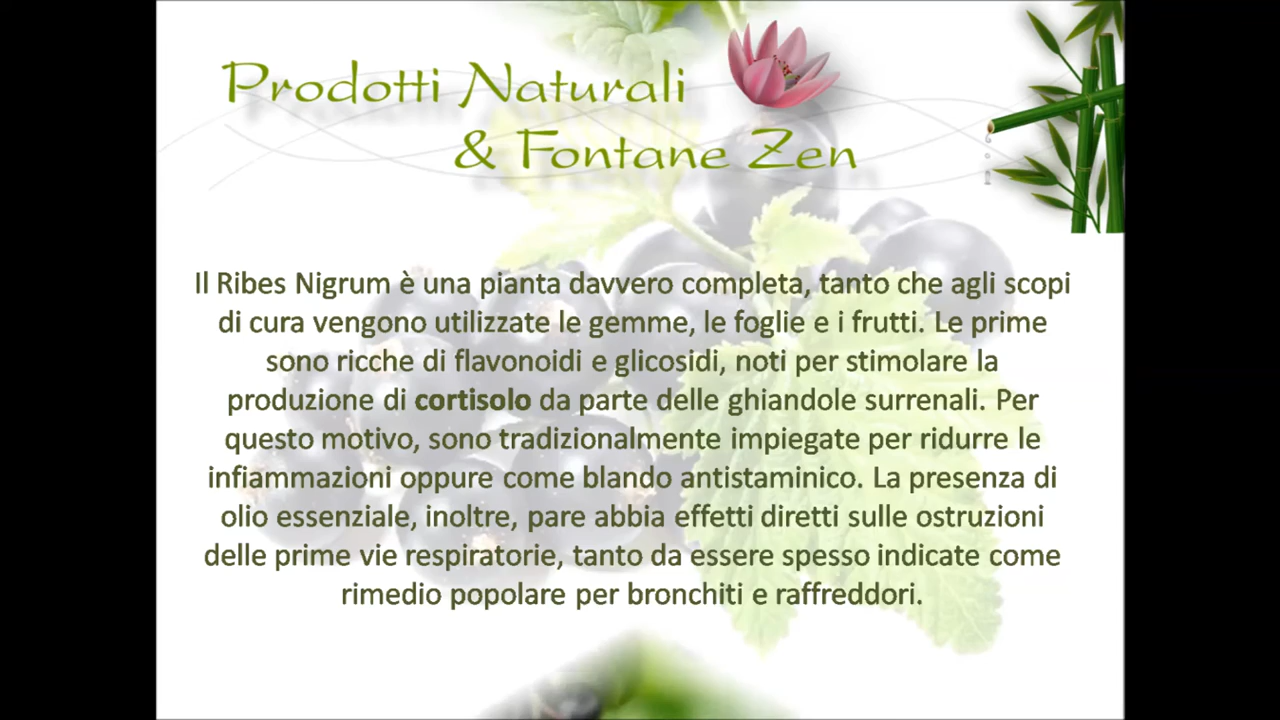 Prodotti Naturali
& Fontane Zen
Il Ribes Nigrum è una pianta davvero completa, tanto che agli scopi
di cura vengono utilizzate le gemme, le foglie e i frutti. Le prime
sono ricche di flavonoidi e glicosidi, noti per stimolare la
produzione di cortisolo da parte delle ghiandole surrenali. Per
questo motivo, sono tradizionalmente impiegate per ridurre le
infiammazioni oppure come blando antistaminico. La presenza di
olio essenziale, inoltre, pare abbia effetti diretti sulle ostruzioni
delle prime vie respiratorie, tanto da essere spesso indicate come
rimedio popolare per bronchiti e raffreddori.